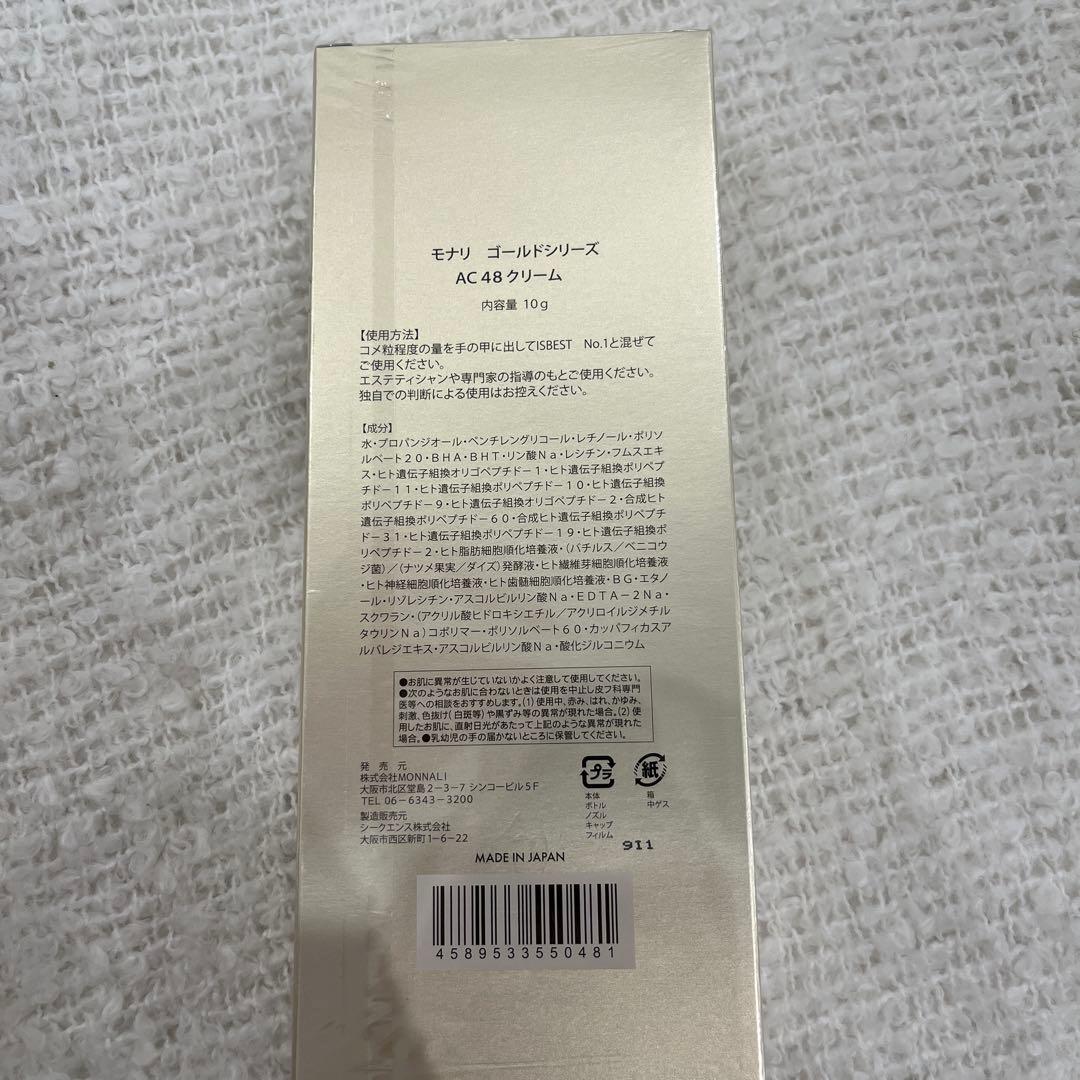 モナリ　ゴールドシリーズ
AC 48 クリーム
内容量 10g
【使用方法】
コメ粒程度の量を手の甲に出してISBEST　No.1と混ぜて
ご使用ください。
エステティシャンや専門家の指導のもとご使用ください。
独自での判断による使用はお控えください。
【成分】
水・プロパンジオール・ペンチレングリコール・レチノール・ポリソ
ルベート20・BHA・BHT・リン酸Na・レシチン・フムスエキ
ス・ヒト遺伝子組換オリゴペプチド－1・ヒト遺伝子組換ポリペプ
チド－11・ヒト遺伝子組換ポリペプチド－10・ヒト遺伝子組換
ポリペプチド－9・ヒト遺伝子組換オリゴペプチド－2・合成ヒト
遺伝子組換ポリペプチド－60・合成ヒト遺伝子組換ポリペプチ
ド－31・ヒト遺伝子組換ポリペプチド－19・ヒト遺伝子組換ポ
リペプチド－2・ヒト脂肪細胞順化培養液・(バチルス／ベニコウ
ジ菌)／(ナツメ果実／ダイズ)発酵液・ヒト線維芽細胞順化培養液
・ヒト神経細胞順化培養液・ヒト歯髄細胞順化培養液・BG・エタノ
ール・リゾレシチン・アスコルビルリン酸Na・EDTA－2Na・
スクワラン・(アクリル酸ヒドロキシエチル／アクリロイルジメチル
タウリンNa)コポリマー・ポリソルベート60・カッパフィカスア
ルバレジエキス・アスコルビルリン酸Na・酸化ジルコニウム
●お肌に異常が生じていないかよく注意して使用してください。
●次のようなお肌に合わないときは使用を中止し皮フ科専門
医等への相談をおすすめします。(1)使用中、赤み、はれ、かゆみ、
刺激、色抜け(白斑等)や黒ずみ等の異常が現れた場合。(2)使
用したお肌に、直射日光があたって上記のような異常が現れた
場合。●乳幼児の手の届かないところに保管してください。
発 売 元
株式会社MONNALI
大阪市北区堂島2－3－7 シンコービル5F
TEL 06－6343－3200
製造販売元
シークエンス株式会社
大阪市西区新町1－6－22
プラ
本体
ボトル
ノズル
キャップ
フィルム
紙
箱
中ゲス
9I1
MADE IN JAPAN
4589533550481